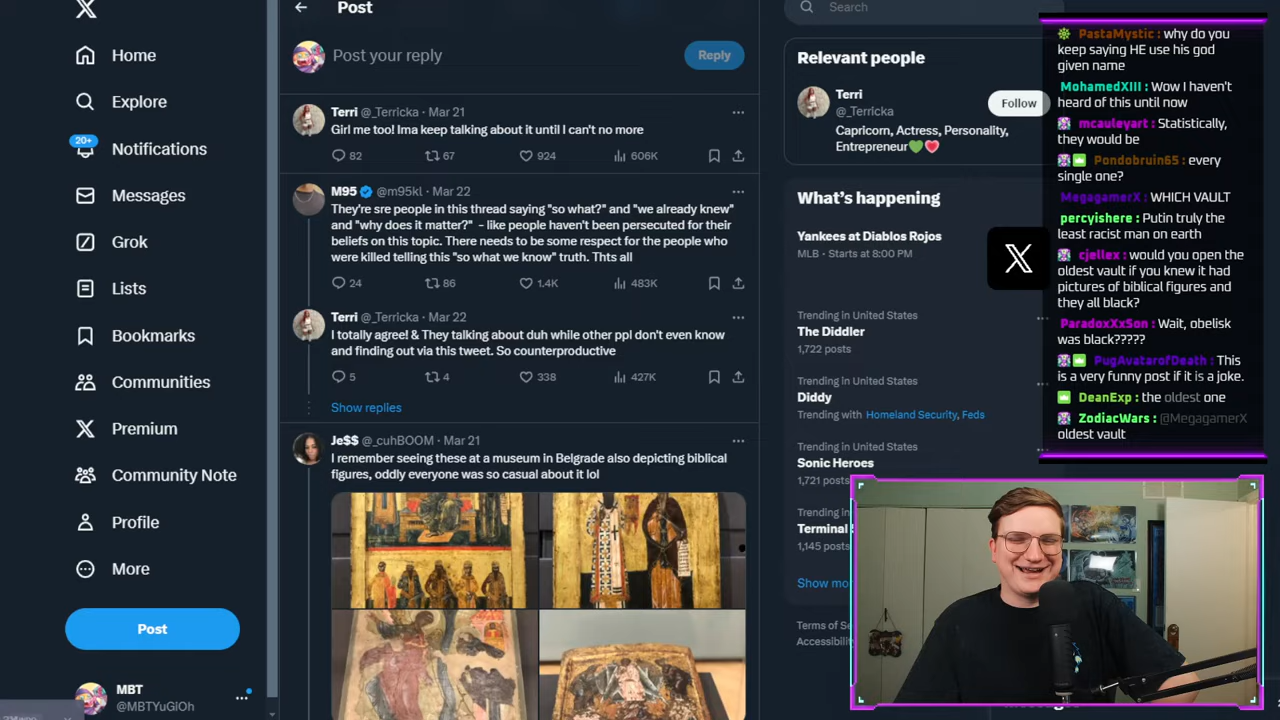 Home
Explore
20+
Notifications
Messages
Grok
Lists
Bookmarks
Communities
Premium
Community Note
Profile
More
Post
MBT
@MBTYuGiOh
Post
Post your reply
Reply
Terri @_Terricka · Mar 21
Girl me too! Ima keep talking about it until I can't no more
82 67 924 606K
M95 @m95kl · Mar 22
They're sre people in this thread saying "so what?" and "we already knew"
and "why does it matter?" - like people haven't been persecuted for their
beliefs on this topic. There needs to be some respect for the people who
were killed telling this "so what we know" truth. Thts all
24 86 1.4K 483K
Terri @_Terricka · Mar 22
I totally agree! & They talking about duh while other ppl don't even know
and finding out via this tweet. So counterproductive
5 4 338 427K
Show replies
Je$$ @_cuhBOOM · Mar 21
I remember seeing these at a museum in Belgrade also depicting biblical
figures, oddly everyone was so casual about it lol
Search
Relevant people
Terri
@_Terricka
Follow
Capicorn, Actress, Personality,
Entrepreneur
What's happening
Yankees at Diablos Rojos
MLB · Starts at 8:00 PM
Trending in United States
The Diddler
1,722 posts
Trending in United States
Diddy
Trending with Homeland Security, Feds
Trending in United States
Sonic Heroes
1,721 posts
Trending in United States
Terminal
1,145 posts
Show mo
Terms of Se
Accessibility
PastaMystic: why do you
keep saying HE use his god
given name
MohamedXIII: Wow I haven't
heard of this until now
mcauleyart: Statistically,
they would be
Pondobruin65: every
single one?
MegagamerX: WHICH VAULT
percyishere: Putin truly the
least racist man on earth
cjellex: would you open the
oldest vault if you knew it had
pictures of biblical figures and
they all black?
ParadoxXxSon: Wait, obelisk
was black?????
PugAvatarofDeath: This
is a very funny post if it is a joke.
DeanExp: the oldest one
ZodiacWars: @MegagamerX
oldest vault